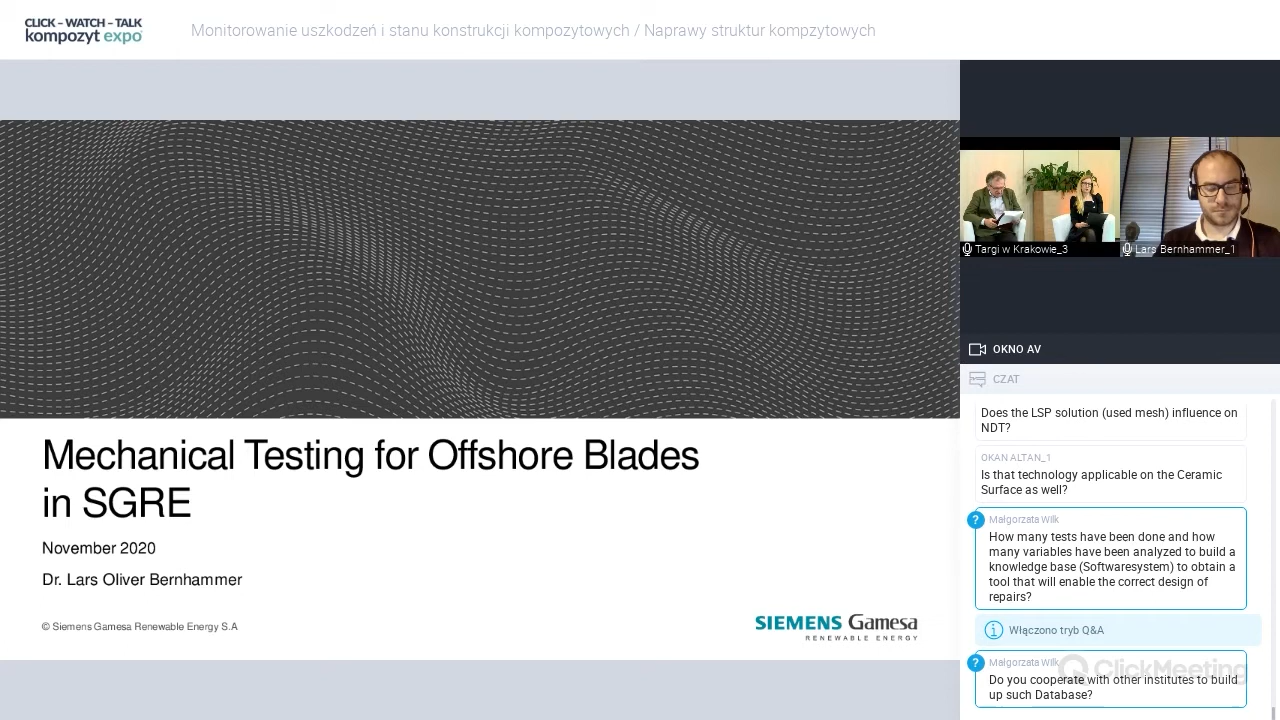 CLICK – WATCH – TALK
kompozyt expo
Monitorowanie uszkodzeń i stanu konstrukcji kompozytowych / Naprawy struktur kompzytowych
Mechanical Testing for Offshore Blades
in SGRE
November 2020
Dr. Lars Oliver Bernhammer
© Siemens Gamesa Renewable Energy S.A
SIEMENS Gamesa
RENEWABLE ENERGY
Targi w Krakowie_3
Lars Bernhammer_1
OKNO AV
CZAT
Does the LSP solution (used mesh) influence on
NDT?
OKAN ALTAN_1
Is that technology applicable on the Ceramic
Surface as well?
Małgorzata Wilk
How many tests have been done and how
many variables have been analyzed to build a
knowledge base (Softwaresystem) to obtain a
tool that will enable the correct design of
repairs?
Włączono tryb Q&A
Małgorzata Wilk
ClickMeeting
Do you cooperate with other institutes to build
up such Database?